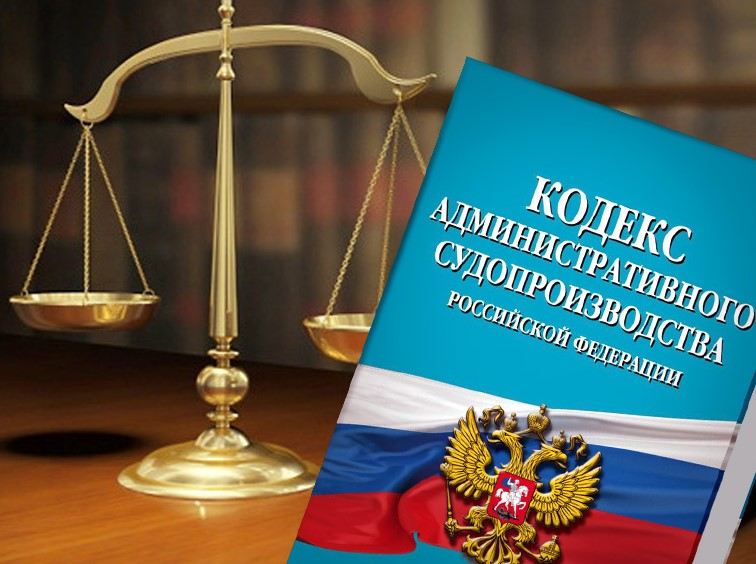 КОДЕКС
АДМИНИСТРАТИВНОГО
СУДОПРОИЗВОДСТВА
РОССИЙСКОЙ ФЕДЕРАЦИИ